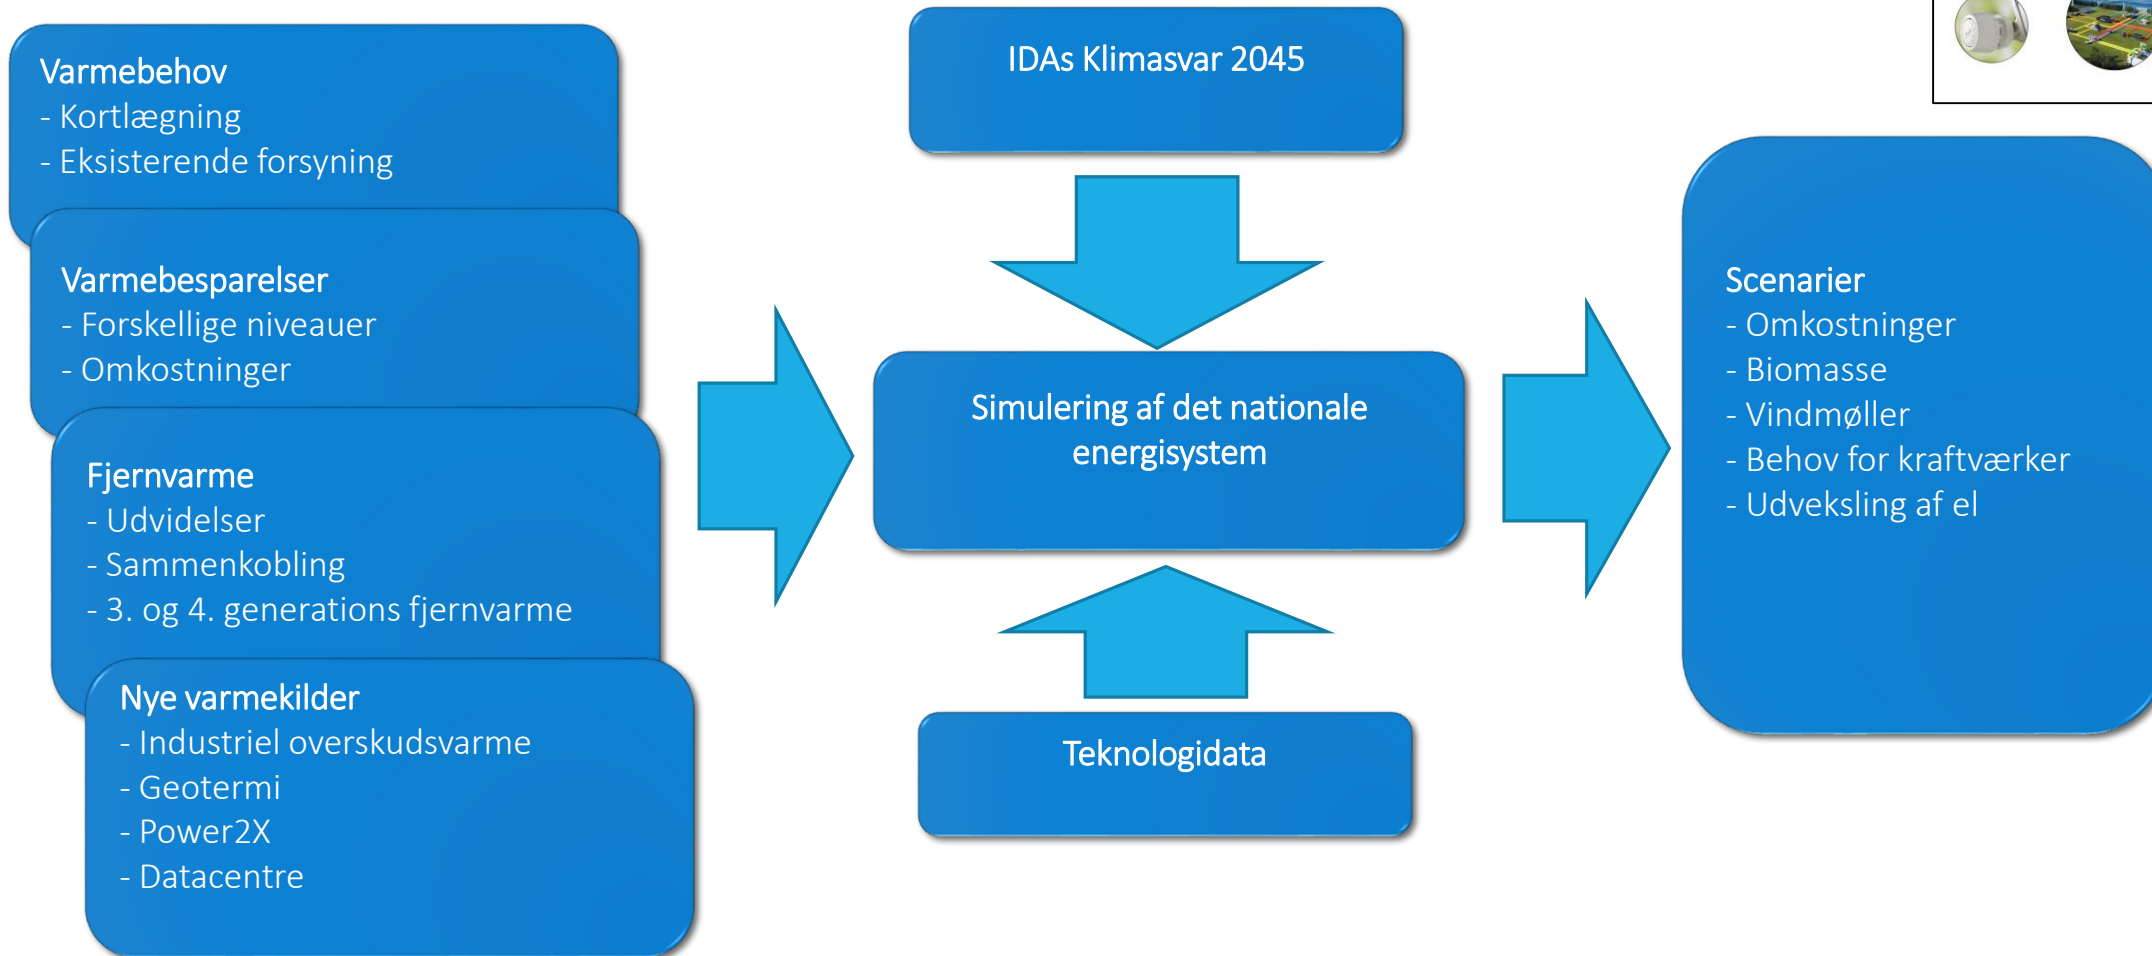 Varmebehov
- Kortlægning
- Eksisterende forsyning
Varmebesparelser
- Forskellige niveauer
- Omkostninger
Fjernvarme
- Udvidelser
- Sammenkobling
- 3. og 4. generations fjernvarme
Nye varmekilder
- Industriel overskudsvarme
- Geotermi
- Power2X
- Datacentre
IDAs Klimasvar 2045
Simulering af det nationale
energisystem
Teknologidata
Scenarier
- Omkostninger
- Biomasse
- Vindmøller
- Behov for kraftværker
- Udveksling af el